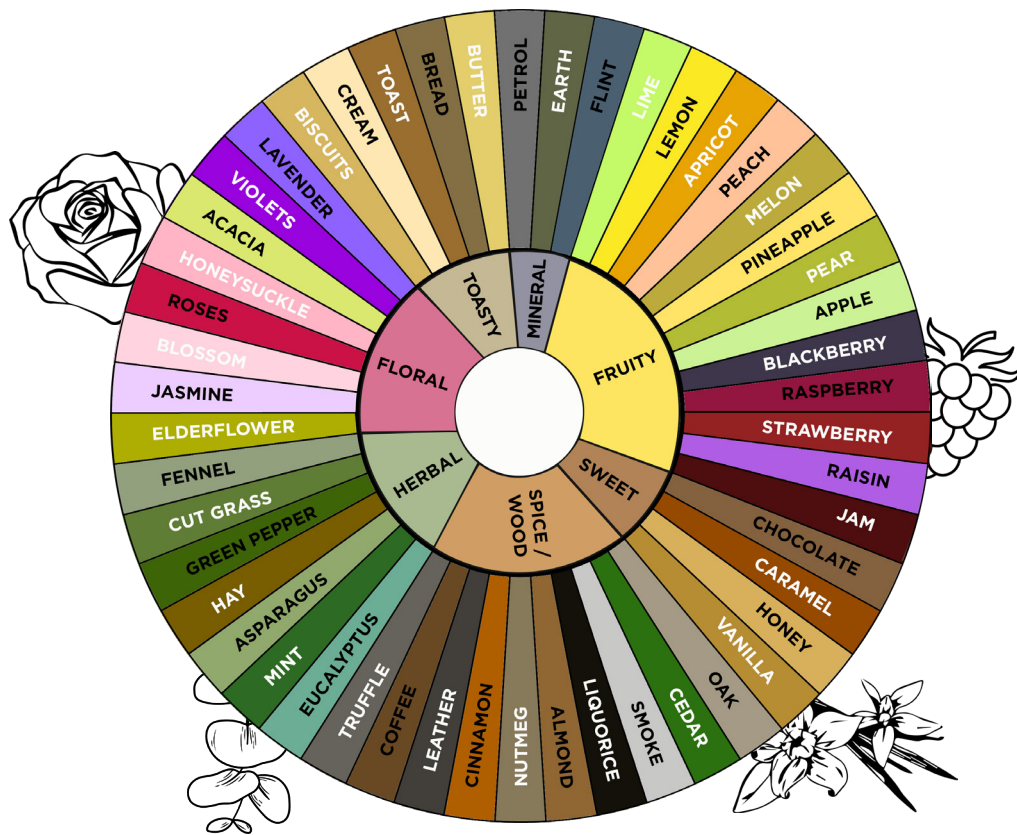 PETROL
EARTH
FLINT
LIME
LEMON
APRICOT
PEACH
MELON
PINEAPPLE
PEAR
APPLE
BLACKBERRY
RASPBERRY
STRAWBERRY
RAISIN
JAM
CHOCOLATE
CARAMEL
HONEY
VANILLA
OAK
CEDAR
SMOKE
LIQUORICE
ALMOND
NUTMEG
CINNAMON
LEATHER
COFFEE
TRUFFLE
EUCALYPTUS
MINT
ASPARAGUS
HAY
GREEN PEPPER
CUT GRASS
FENNEL
ELDERFLOWER
JASMINE
BLOSSOM
ROSES
HONEYSUCKLE
ACACIA
VIOLETS
LAVENDER
BISCUITS
CREAM
TOAST
BREAD
BUTTER
MINERAL
FRUITY
SWEET
SPICE /
WOOD
HERBAL
FLORAL
TOASTY